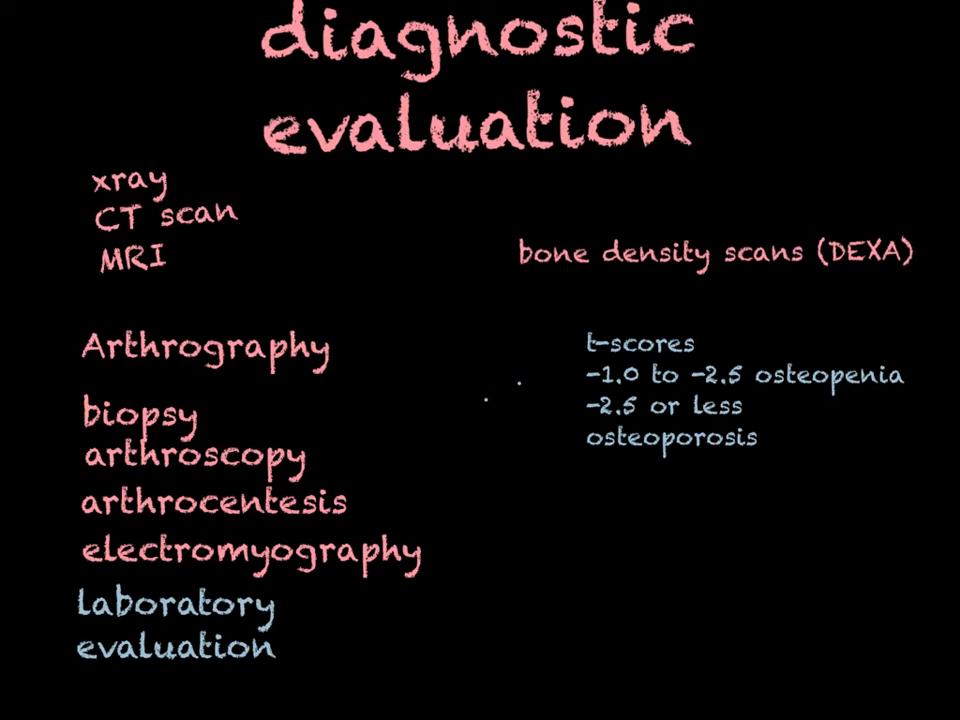 diagnostic
evaluation
xray
CT scan
MRI
bone density scans (DEXA)
Arthrography
biopsy
arthroscopy
arthrocentesis
electromyography
laboratory
evaluation
t-scores
-1.0 to -2.5 osteopenia
-2.5 or less
osteoporosis